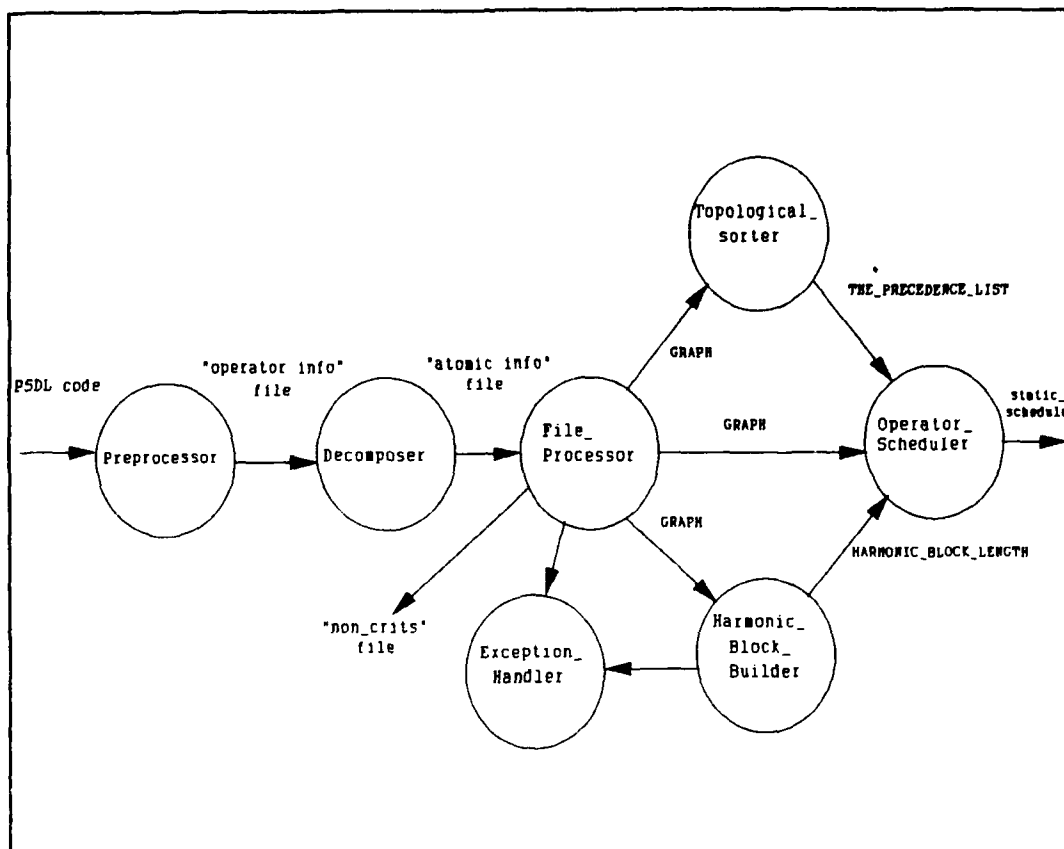 Topological_
sorter
THE_PRECEDENCE_LIST
GRAPH
"operator info"
file
"atomic info"
file
PSDL code
static_
schedule
Preprocessor
Decomposer
File_
Processor
GRAPH
Operator_
Scheduler
GRAPH
HARMONIC_BLOCK_LENGTH
"non_crits"
file
Exception_
Handler
Harmonic_
Block_
Builder